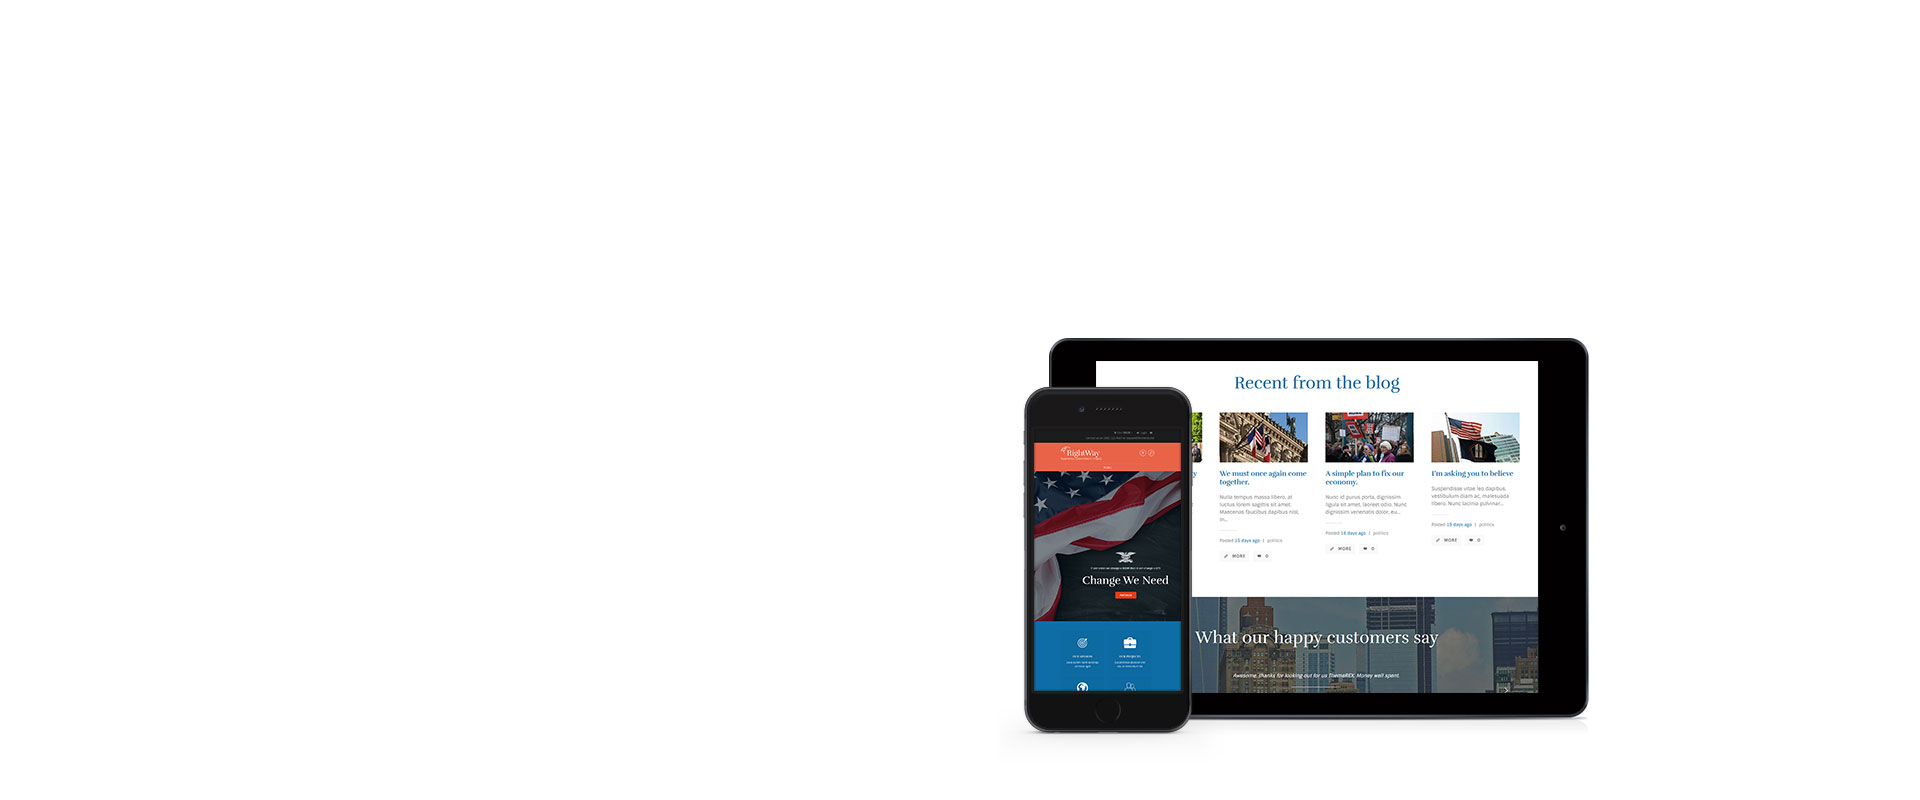 RightWay
Change We Need
Recent from the blog
We must once again come
together.
Nulla tempus massa libero, at
luctus lorem sagittis sit amet.
Maecenas faucibus dapibus nisl,
in...
Posted 15 days ago | politics
MORE 0
A simple plan to fix our
economy.
Nunc id purus porta, dignissim
ligula sit amet, laoreet odio. Nunc
dignissim venenatis dolor, eu...
Posted 18 days ago | politics
MORE 0
I'm asking you to believe
Suspendisse vitae leo dapibus,
vestibulum diam ac, malesuada
libero. Nunc lacinia pulvinar...
Posted 19 days ago | politics
MORE 0
What our happy customers say
Awesome, thanks for looking out for us ThemeREX. Money well spent.